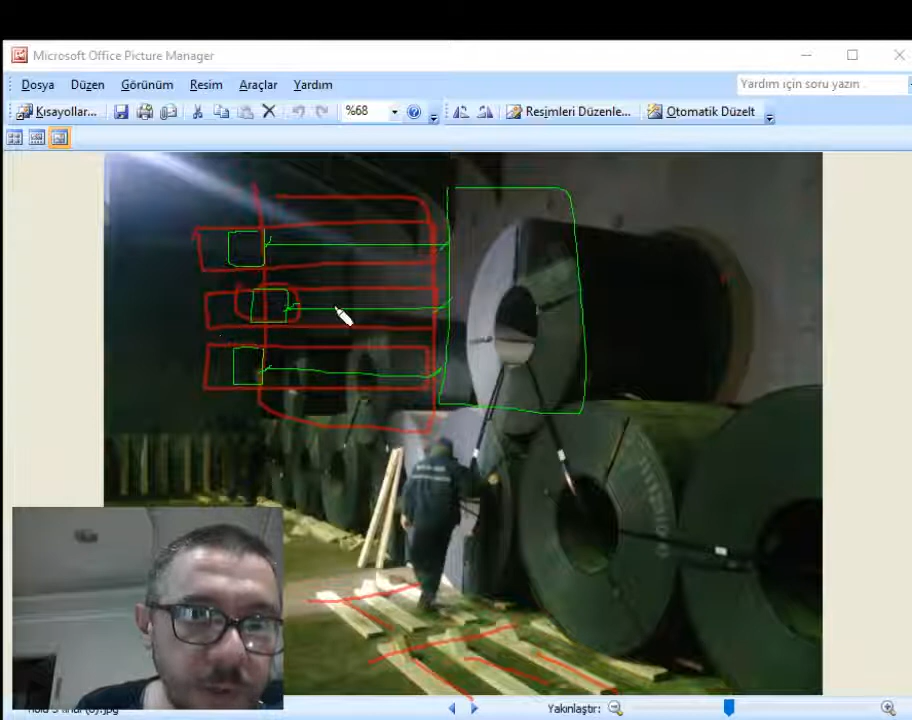 Microsoft Office Picture Manager
Dosya Düzen Görünüm Resim Araçlar Yardım
Yardım için soru yazın
Kısayollar... %68 Resimleri Düzenle... Otomatik Düzelt
Yakınlaştır: